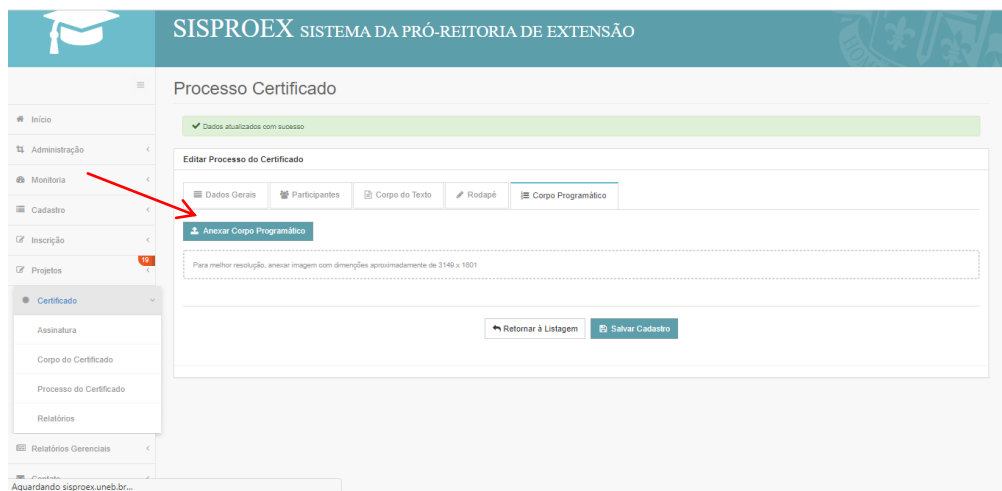 SISPROEX SISTEMA DA PRÓ-REITORIA DE EXTENSÃO
Processo Certificado
Início
Administração
Monitoria
Cadastro
Inscrição
Projetos
19
Certificado
Assinatura
Corpo do Certificado
Processo do Certificado
Relatórios
Relatórios Gerenciais
Contato
Dados atualizados com sucesso
Editar Processo do Certificado
Dados Gerais Participantes Corpo do Texto Rodapé Corpo Programático
Anexar Corpo Programático
Para melhor resolução, anexar imagem com dimenções aproximadamente de 3149 x 1601
Retornar à Listagem Salvar Cadastro
Aguardando sisproex.uneb.br...